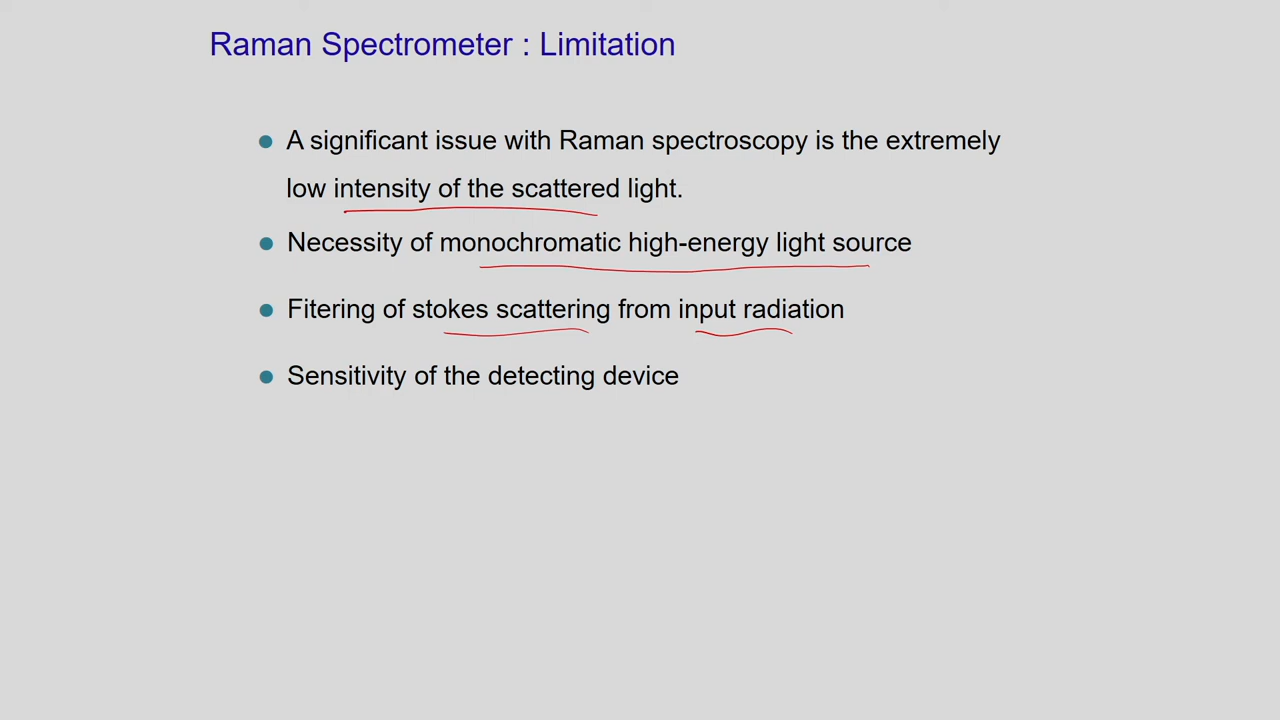 Raman Spectrometer : Limitation
A significant issue with Raman spectroscopy is the extremely
low intensity of the scattered light.
Necessity of monochromatic high-energy light source
Fitering of stokes scattering from input radiation
Sensitivity of the detecting device